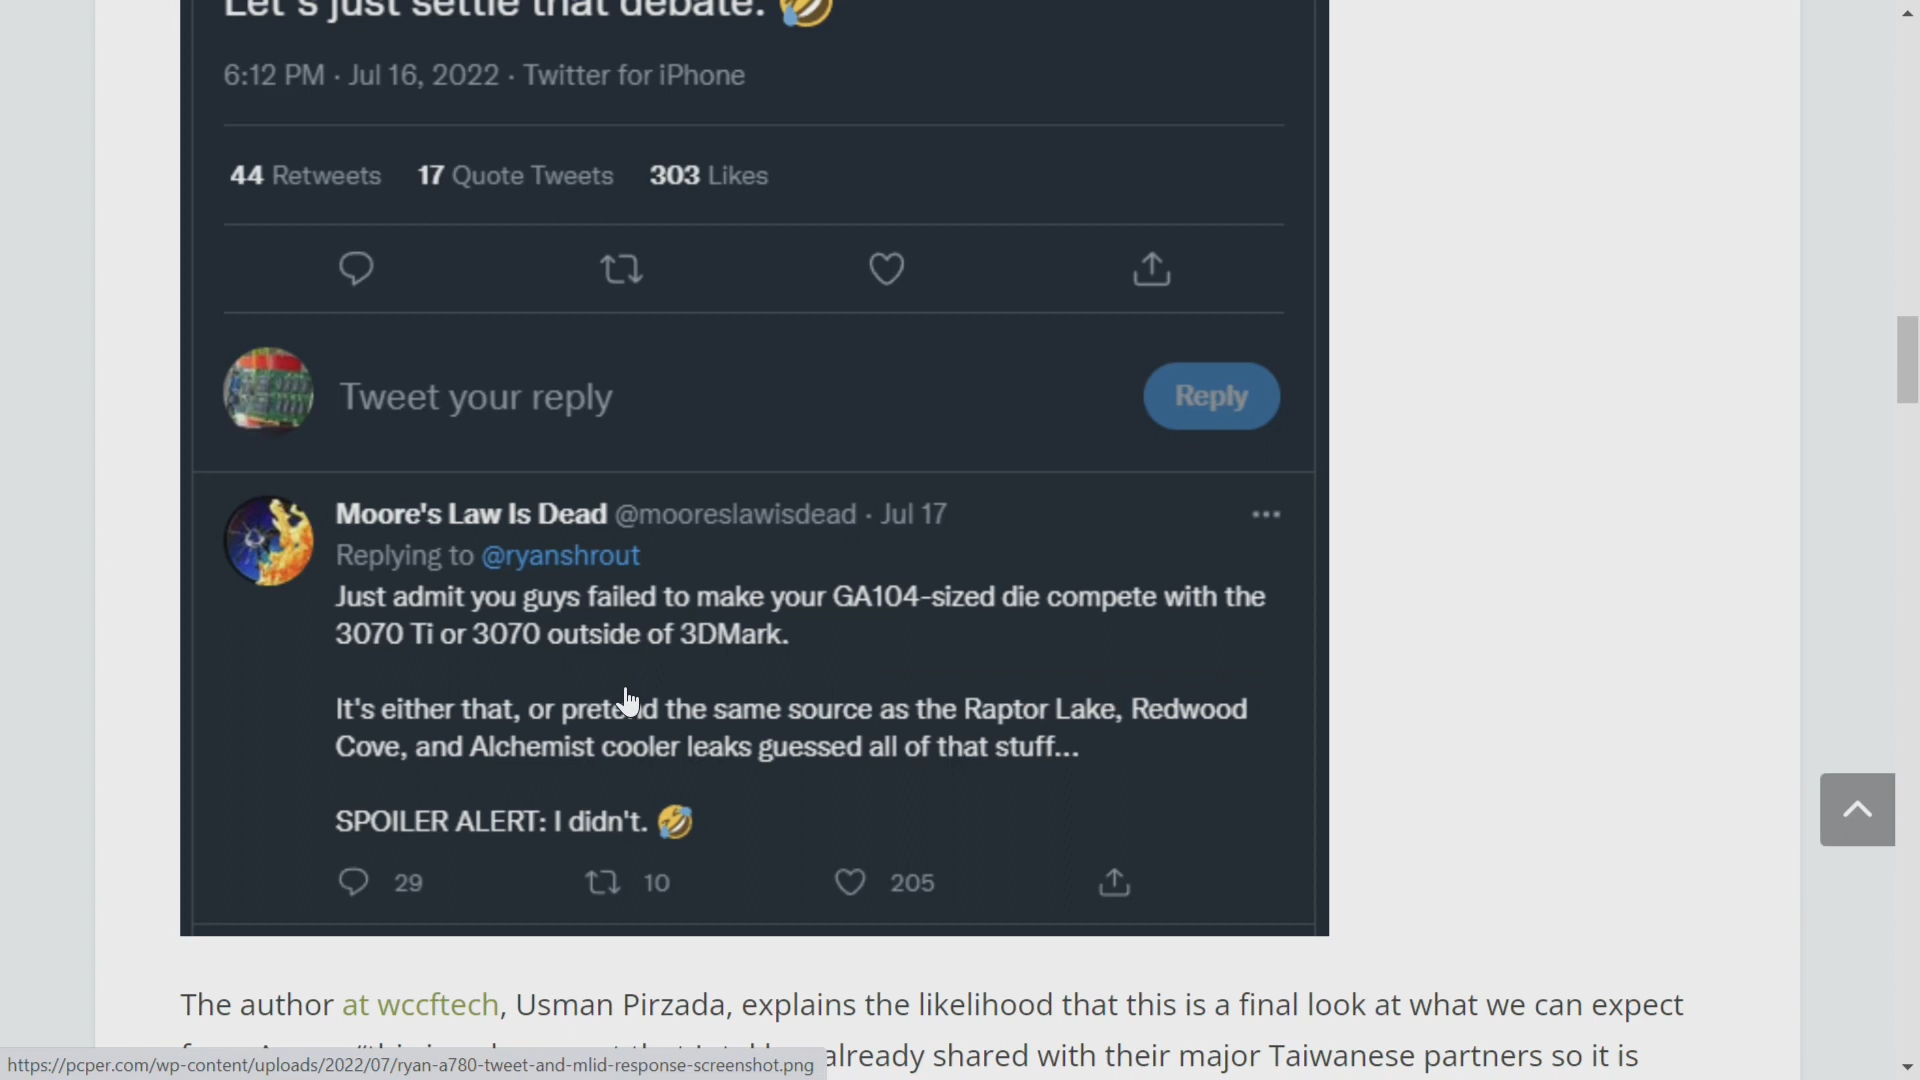 Let's just settle that debate. 🤣
6:12 PM · Jul 16, 2022 · Twitter for iPhone
44 Retweets 17 Quote Tweets 303 Likes
Tweet your reply
Reply
Moore's Law Is Dead @mooreslawisdead · Jul 17
Replying to @ryanshrout
Just admit you guys failed to make your GA104-sized die compete with the
3070 Ti or 3070 outside of 3DMark.
It's either that, or pretend the same source as the Raptor Lake, Redwood
Cove, and Alchemist cooler leaks guessed all of that stuff...
SPOILER ALERT: I didn't. 🤣
29 10 205
The author at wccftech, Usman Pirzada, explains the likelihood that this is a final look at what we can expect
already shared with their major Taiwanese partners so it is
https://pcper.com/wp-content/uploads/2022/07/ryan-a780-tweet-and-mlid-response-screenshot.png